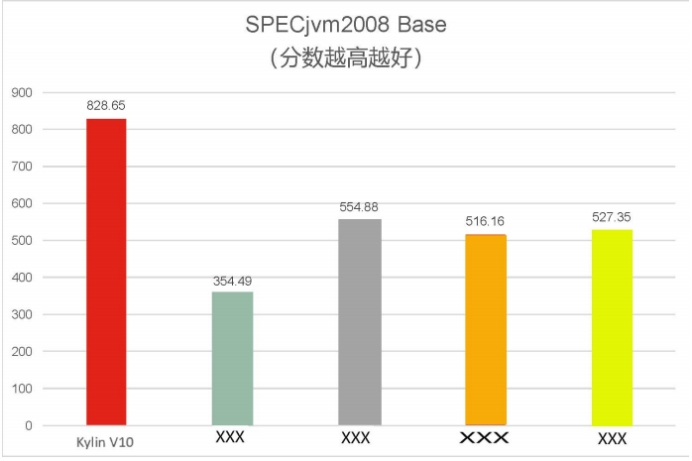 SPECjvm2008 Base
（分数越高越好）
900
828.65
800
700
600
554.88
527.35
516.16
500
400
354.49
300
200
100
0
Kylin V10
XXX
XXX
XXX
XXX